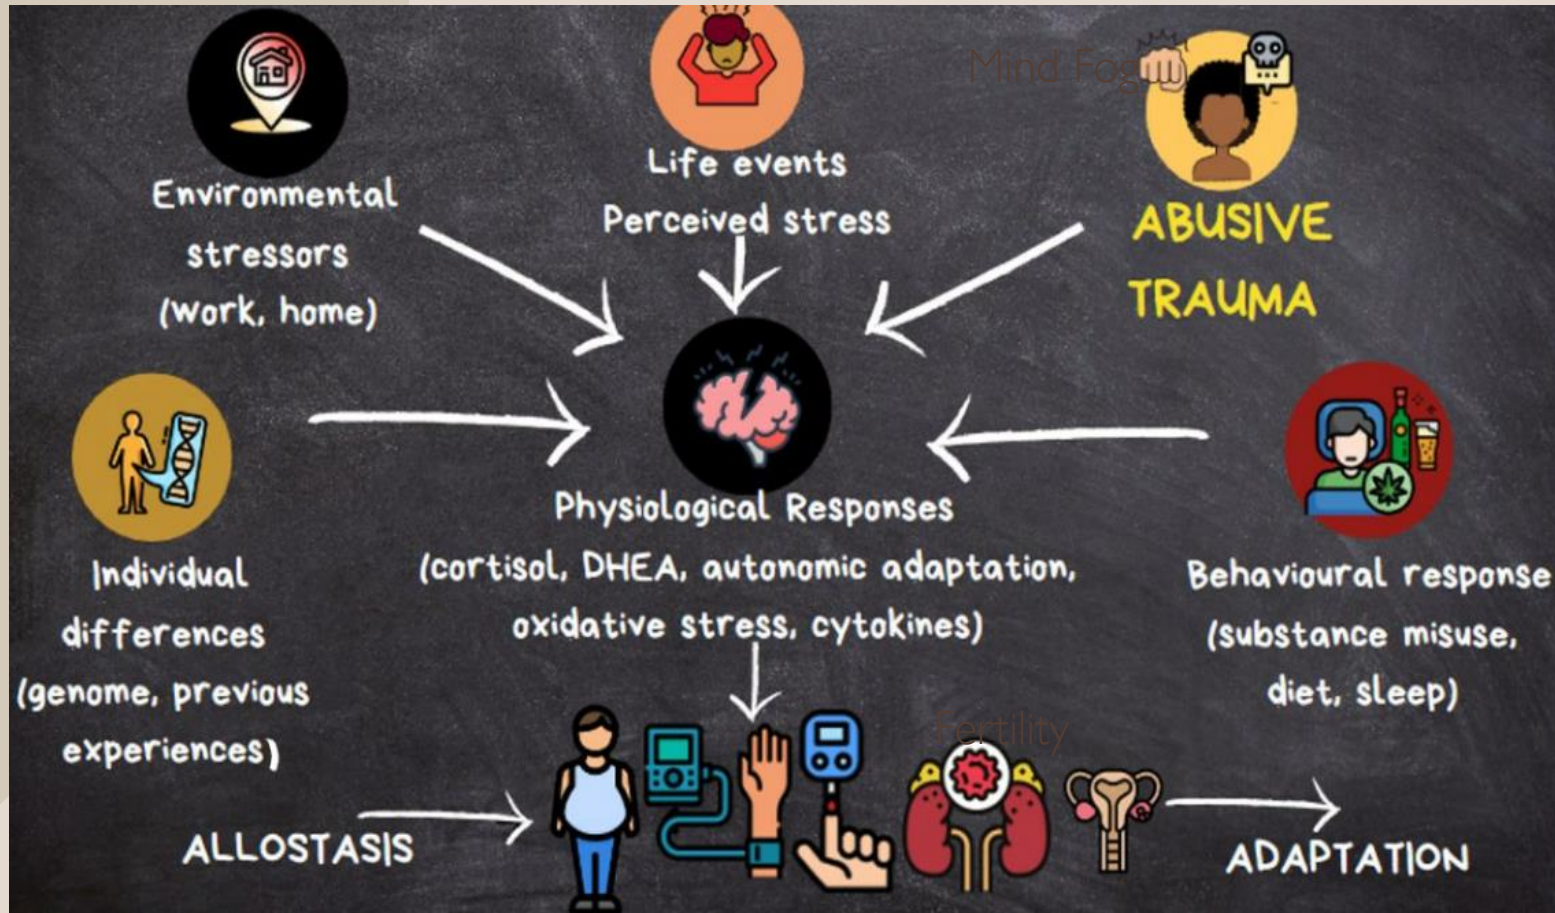 Mind Fog
Life events
Perceived stress
Environmental
stressors
(work, home)
ABUSIVE
TRAUMA
Individual
differences
(genome, previous
experiences)
Physiological Responses
(cortisol, DHEA, autonomic adaptation,
oxidative stress, cytokines)
Behavioural response
(substance misuse,
diet, sleep)
Fertility
ALLOSTASIS
ADAPTATION